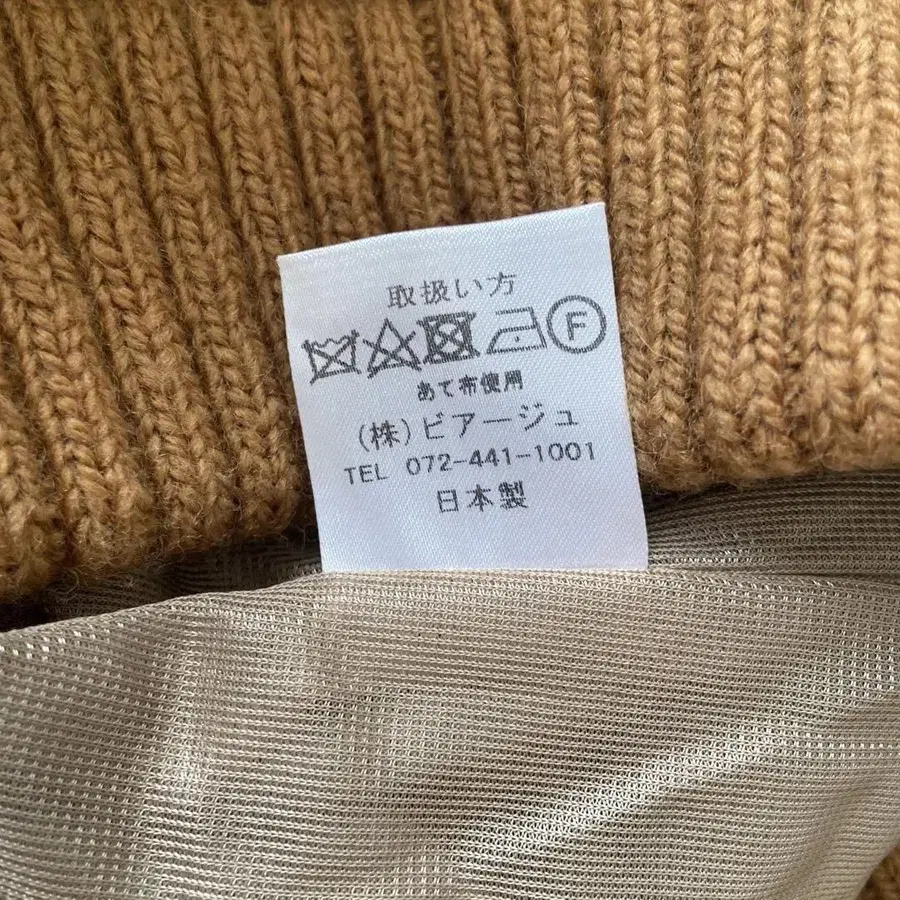 取扱い方
F
あて布使用
(株)ビアージュ
TEL 072-441-1001
日本製